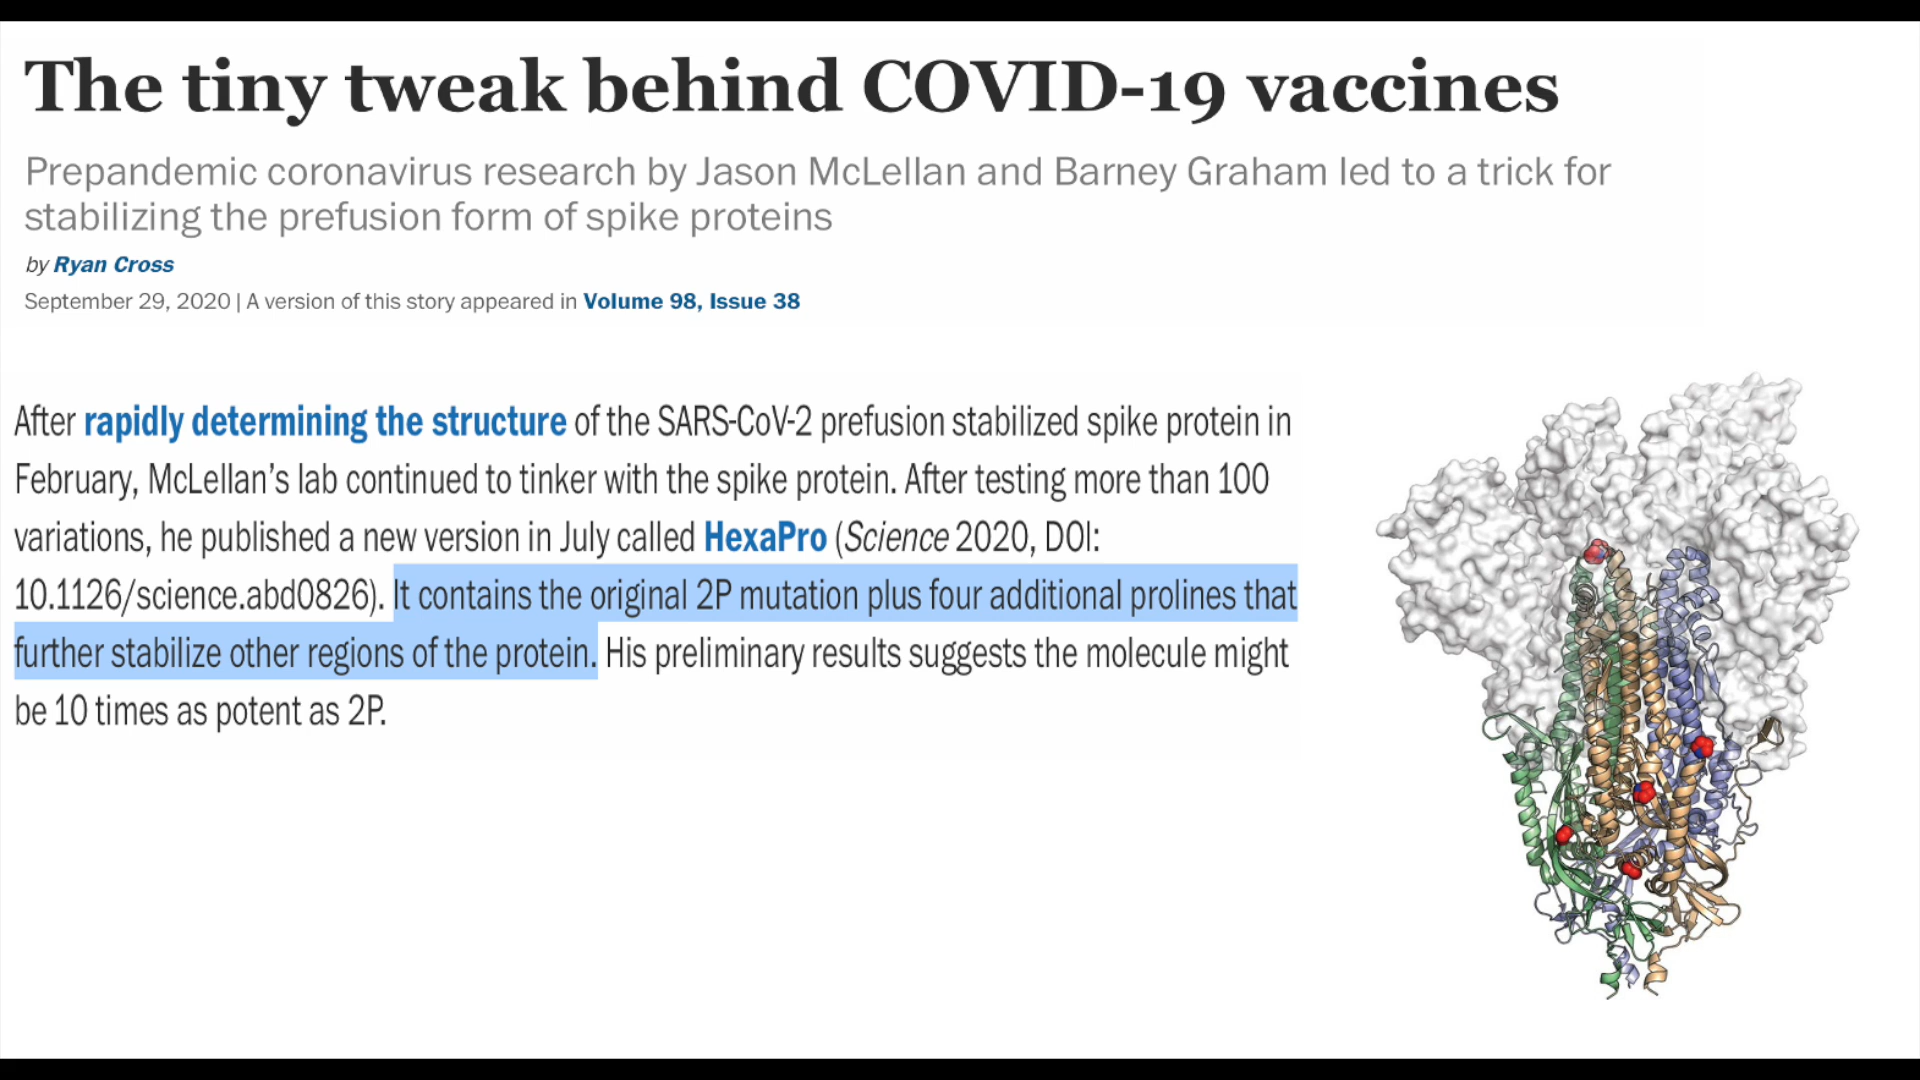 The tiny tweak behind COVID-19 vaccines
Prepandemic coronavirus research by Jason McLellan and Barney Graham led to a trick for
stabilizing the prefusion form of spike proteins
by Ryan Cross
September 29, 2020 | A version of this story appeared in Volume 98, Issue 38
After rapidly determining the structure of the SARS-CoV-2 prefusion stabilized spike protein in
February, McLellan’s lab continued to tinker with the spike protein. After testing more than 100
variations, he published a new version in July called HexaPro (Science 2020, DOI:
10.1126/science.abd0826). It contains the original 2P mutation plus four additional prolines that
further stabilize other regions of the protein. His preliminary results suggests the molecule might
be 10 times as potent as 2P.